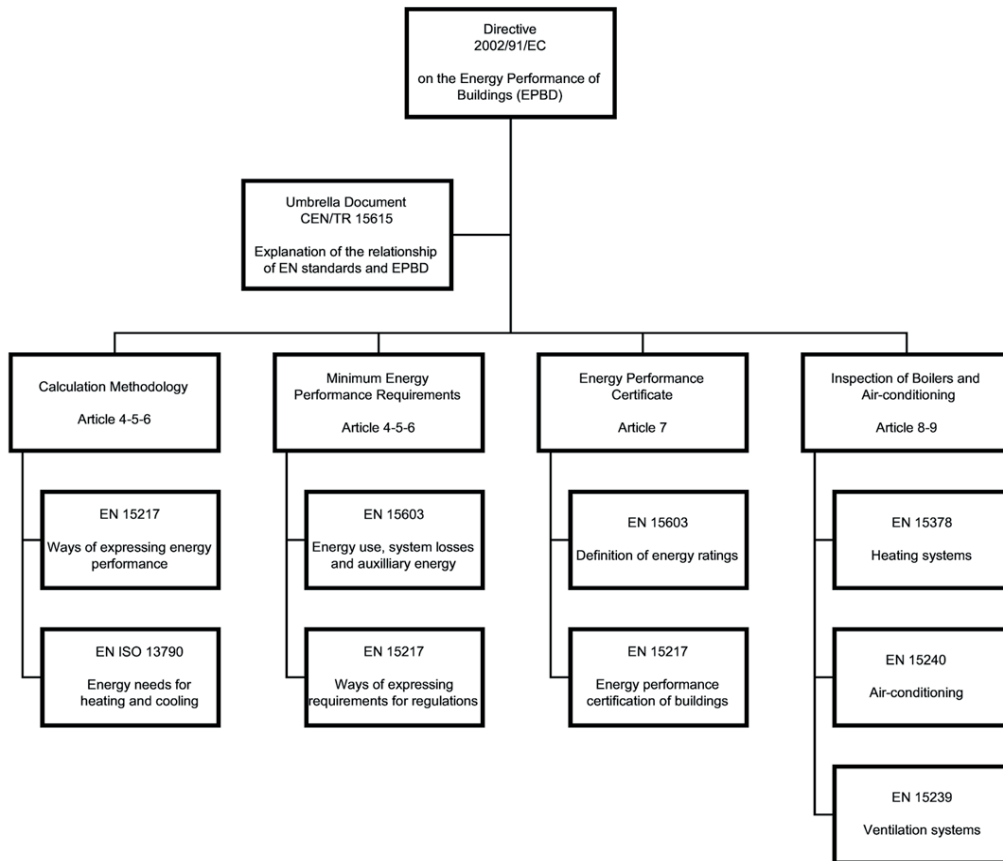 Directive
2002/91/EC
on the Energy Performance of
Buildings (EPBD)
Umbrella Document
CEN/TR 15615
Explanation of the relationship
of EN standards and EPBD
Calculation Methodology
Article 4-5-6
Minimum Energy
Performance Requirements
Article 4-5-6
Energy Performance
Certificate
Article 7
Inspection of Boilers and
Air-conditioning
Article 8-9
EN 15217
Ways of expressing energy
performance
EN 15603
Energy use, system losses
and auxilliary energy
EN 15603
Definition of energy ratings
EN 15378
Heating systems
EN ISO 13790
Energy needs for
heating and cooling
EN 15217
Ways of expressing
requirements for regulations
EN 15217
Energy performance
certification of buildings
EN 15240
Air-conditioning
EN 15239
Ventilation systems